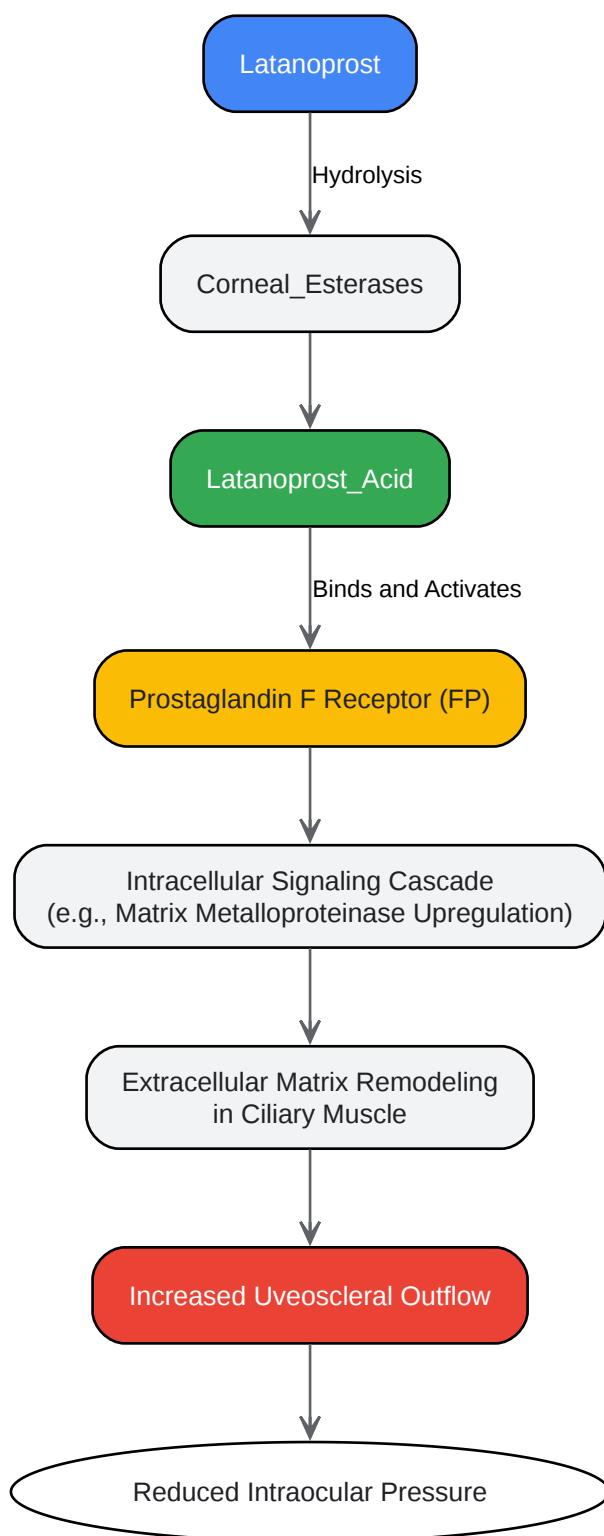 Latanoprost
Hydrolysis
Corneal_Esterases
Latanoprost_Acid
Binds and Activates
Prostaglandin F Receptor (FP)
Intracellular Signaling Cascade
(e.g., Matrix Metalloproteinase Upregulation)
Extracellular Matrix Remodeling
in Ciliary Muscle
Increased Uveoscleral Outflow
Reduced Intraocular Pressure